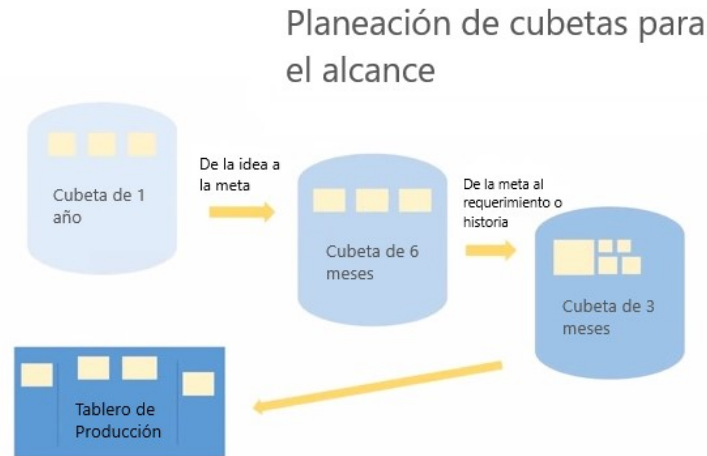 Planeación de cubetas para
el alcance
Cubeta de 1
año
De la idea a
la meta
Cubeta de 6
meses
De la meta al
requerimiento o
historia
Cubeta de 3
meses
Tablero de
Producción